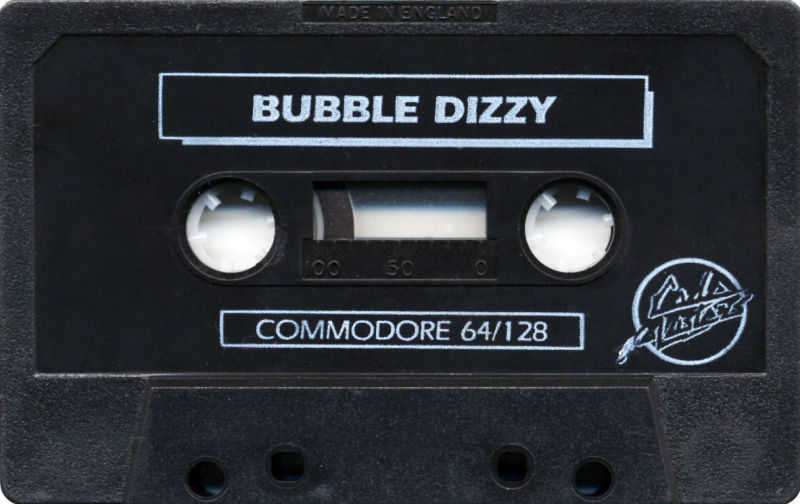 MADE IN ENGLAND
BUBBLE DIZZY
00 50 0
COMMODORE 64/128
Code
Masters